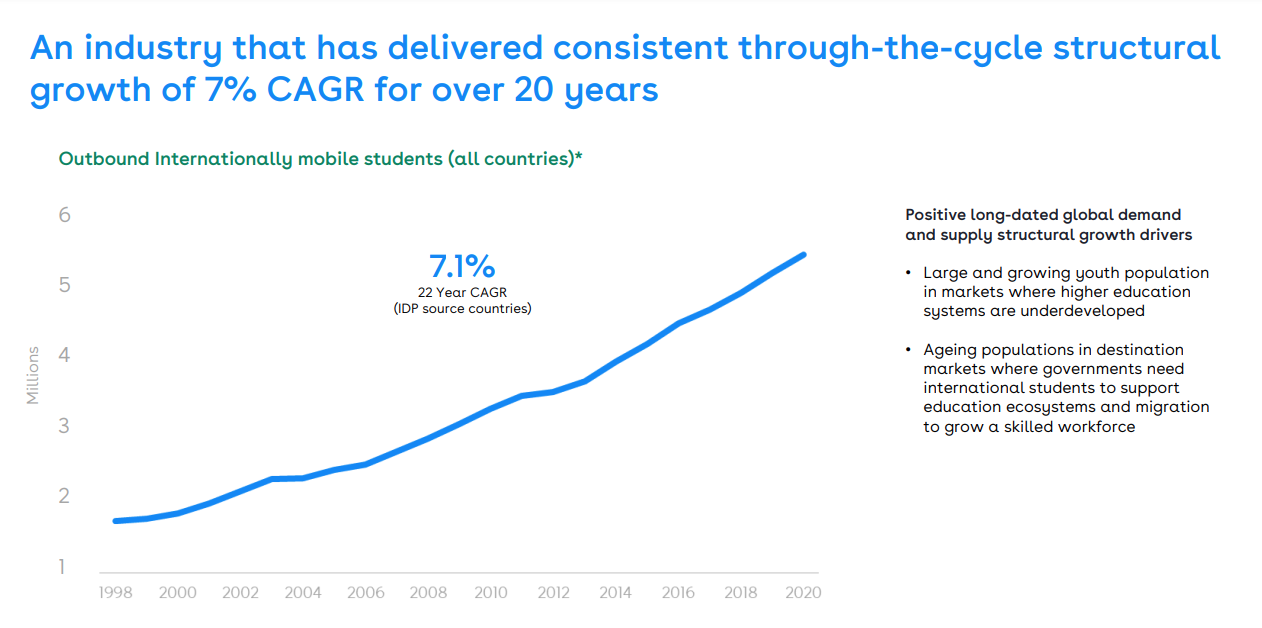 An industry that has delivered consistent through-the-cycle structural
growth of 7% CAGR for over 20 years
Outbound Internationally mobile students (all countries)*
6
5
4
3
2
1
Millions
7.1%
22 Year CAGR
(IDP source countries)
1998 2000 2002 2004 2006 2008 2010 2012 2014 2016 2018 2020
Positive long-dated global demand
and supply structural growth drivers
• Large and growing youth population
in markets where higher education
systems are underdeveloped
• Ageing populations in destination
markets where governments need
international students to support
education ecosystems and migration
to grow a skilled workforce